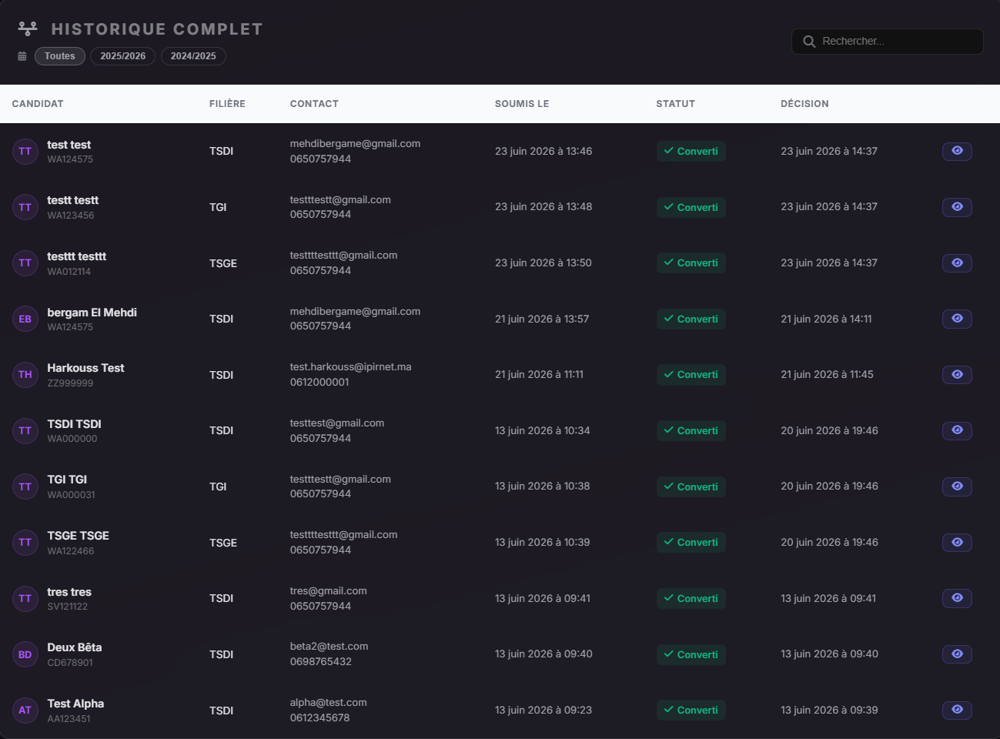 HISTORIQUE COMPLET
Toutes 2025/2026 2024/2025
Rechercher...
CANDIDAT FILIÈRE CONTACT SOUMIS LE STATUT DÉCISION
TT test test WA124575 TSDI mehdibergame@gmail.com 0650757944 23 juin 2026 à 13:46 Converti 23 juin 2026 à 14:37
TT testt testt WA123456 TGI testttestt@gmail.com 0650757944 23 juin 2026 à 13:48 Converti 23 juin 2026 à 14:37
TT testtt testtt WA012114 TSGE testtttesttt@gmail.com 0650757944 23 juin 2026 à 13:50 Converti 23 juin 2026 à 14:37
EB bergam El Mehdi WA124575 TSDI mehdibergame@gmail.com 0650757944 21 juin 2026 à 13:57 Converti 21 juin 2026 à 14:11
TH Harkouss Test ZZ999999 TSDI test.harkouss@ipirnet.ma 0612000001 21 juin 2026 à 11:11 Converti 21 juin 2026 à 11:45
TT TSDI TSDI WA000000 TSDI testtest@gmail.com 0650757944 13 juin 2026 à 10:34 Converti 20 juin 2026 à 19:46
TT TGI TGI WA000031 TGI testttestt@gmail.com 0650757944 13 juin 2026 à 10:38 Converti 20 juin 2026 à 19:46
TT TSGE TSGE WA122466 TSGE testtttesttt@gmail.com 0650757944 13 juin 2026 à 10:39 Converti 20 juin 2026 à 19:46
TT tres tres SV121122 TSDI tres@gmail.com 0650757944 13 juin 2026 à 09:41 Converti 13 juin 2026 à 09:41
BD Deux Bêta CD678901 TSDI beta2@test.com 0698765432 13 juin 2026 à 09:40 Converti 13 juin 2026 à 09:40
AT Test Alpha AA123451 TSDI alpha@test.com 0612345678 13 juin 2026 à 09:23 Converti 13 juin 2026 à 09:39